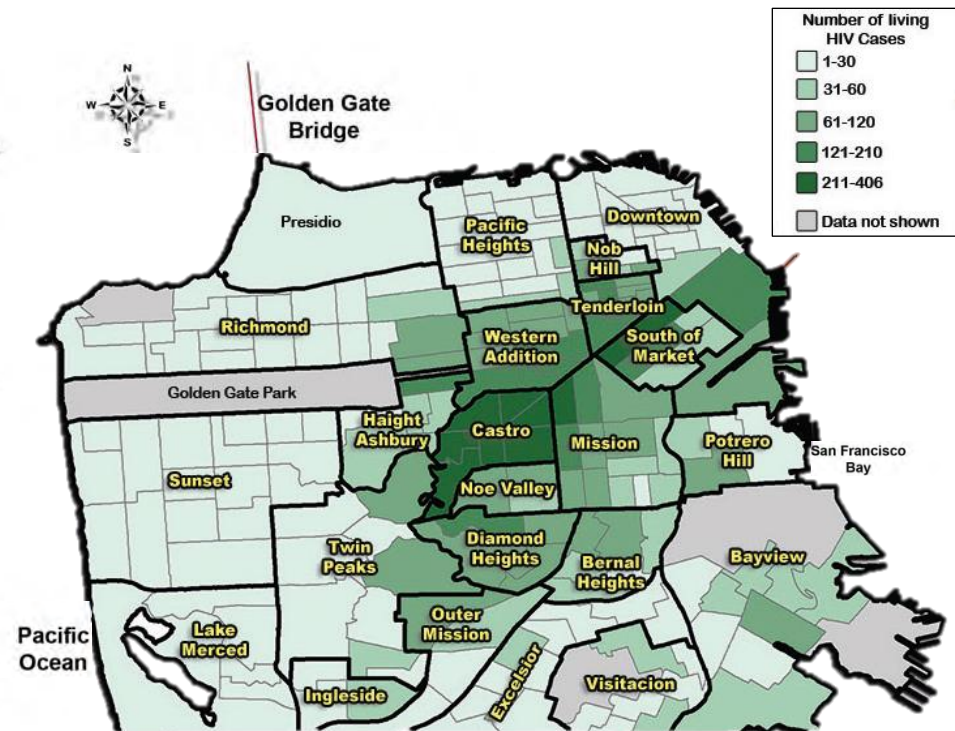 Number of living
HIV Cases
1-30
31-60
61-120
121-210
211-406
Data not shown
N
W
E
S
Golden Gate
Bridge
Presidio
Pacific
Heights
Downtown
Nob
Hill
Tenderloin
Richmond
Western
Addition
South of
Market
Golden Gate Park
Haight
Ashbury
Castro
Mission
Potrero
Hill
San Francisco
Bay
Sunset
Noe Valley
Diamond
Heights
Twin
Peaks
Bernal
Heights
Bayview
Outer
Mission
Lake
Merced
Pacific
Ocean
Ingleside
Excelsior
Visitacion